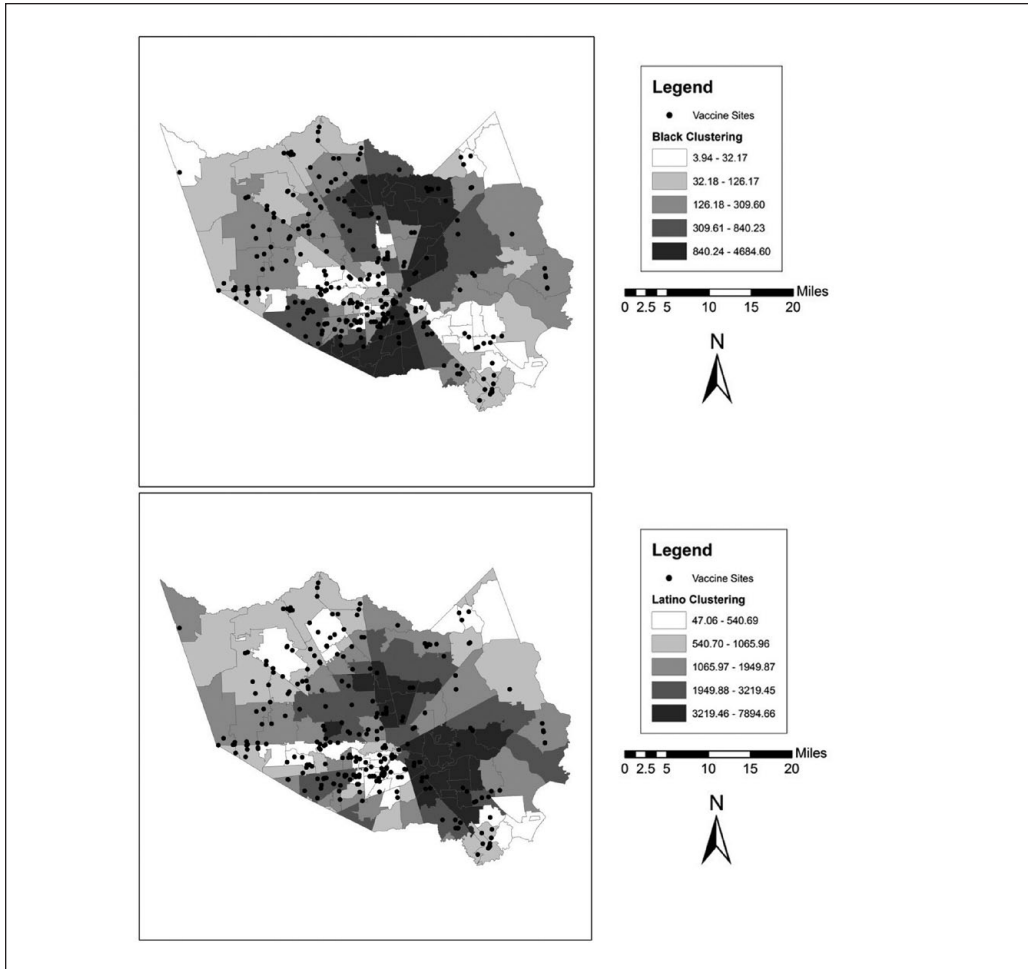 Legend
Vaccine Sites
Black Clustering
3.94 - 32.17
32.18 - 126.17
126.18 - 309.60
309.61 - 840.23
840.24 - 4684.60
Miles
0 2.5 5 10 15 20
N
Legend
Vaccine Sites
Latino Clustering
47.06 - 540.69
540.70 - 1065.96
1065.97 - 1949.87
1949.88 - 3219.45
3219.46 - 7894.66
Miles
0 2.5 5 10 15 20
N